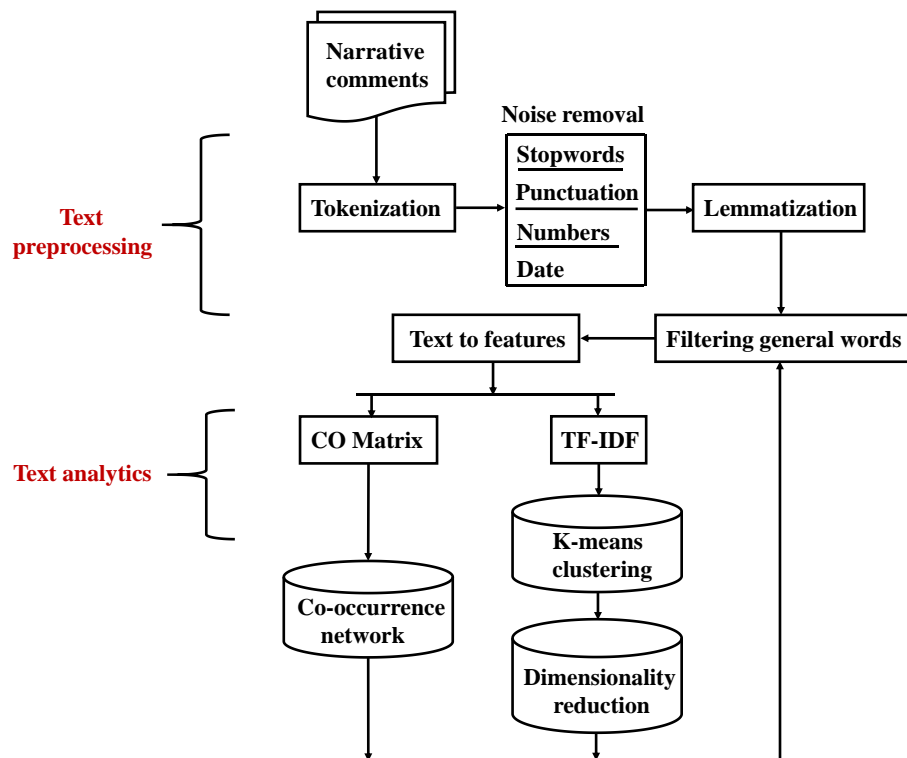 Narrative
comments
Noise removal
Stopwords
Punctuation
Numbers
Date
Tokenization
Lemmatization
Text
preprocessing
Text to features
Filtering general words
CO Matrix
TF-IDF
Text analytics
K-means
clustering
Co-occurrence
network
Dimensionality
reduction